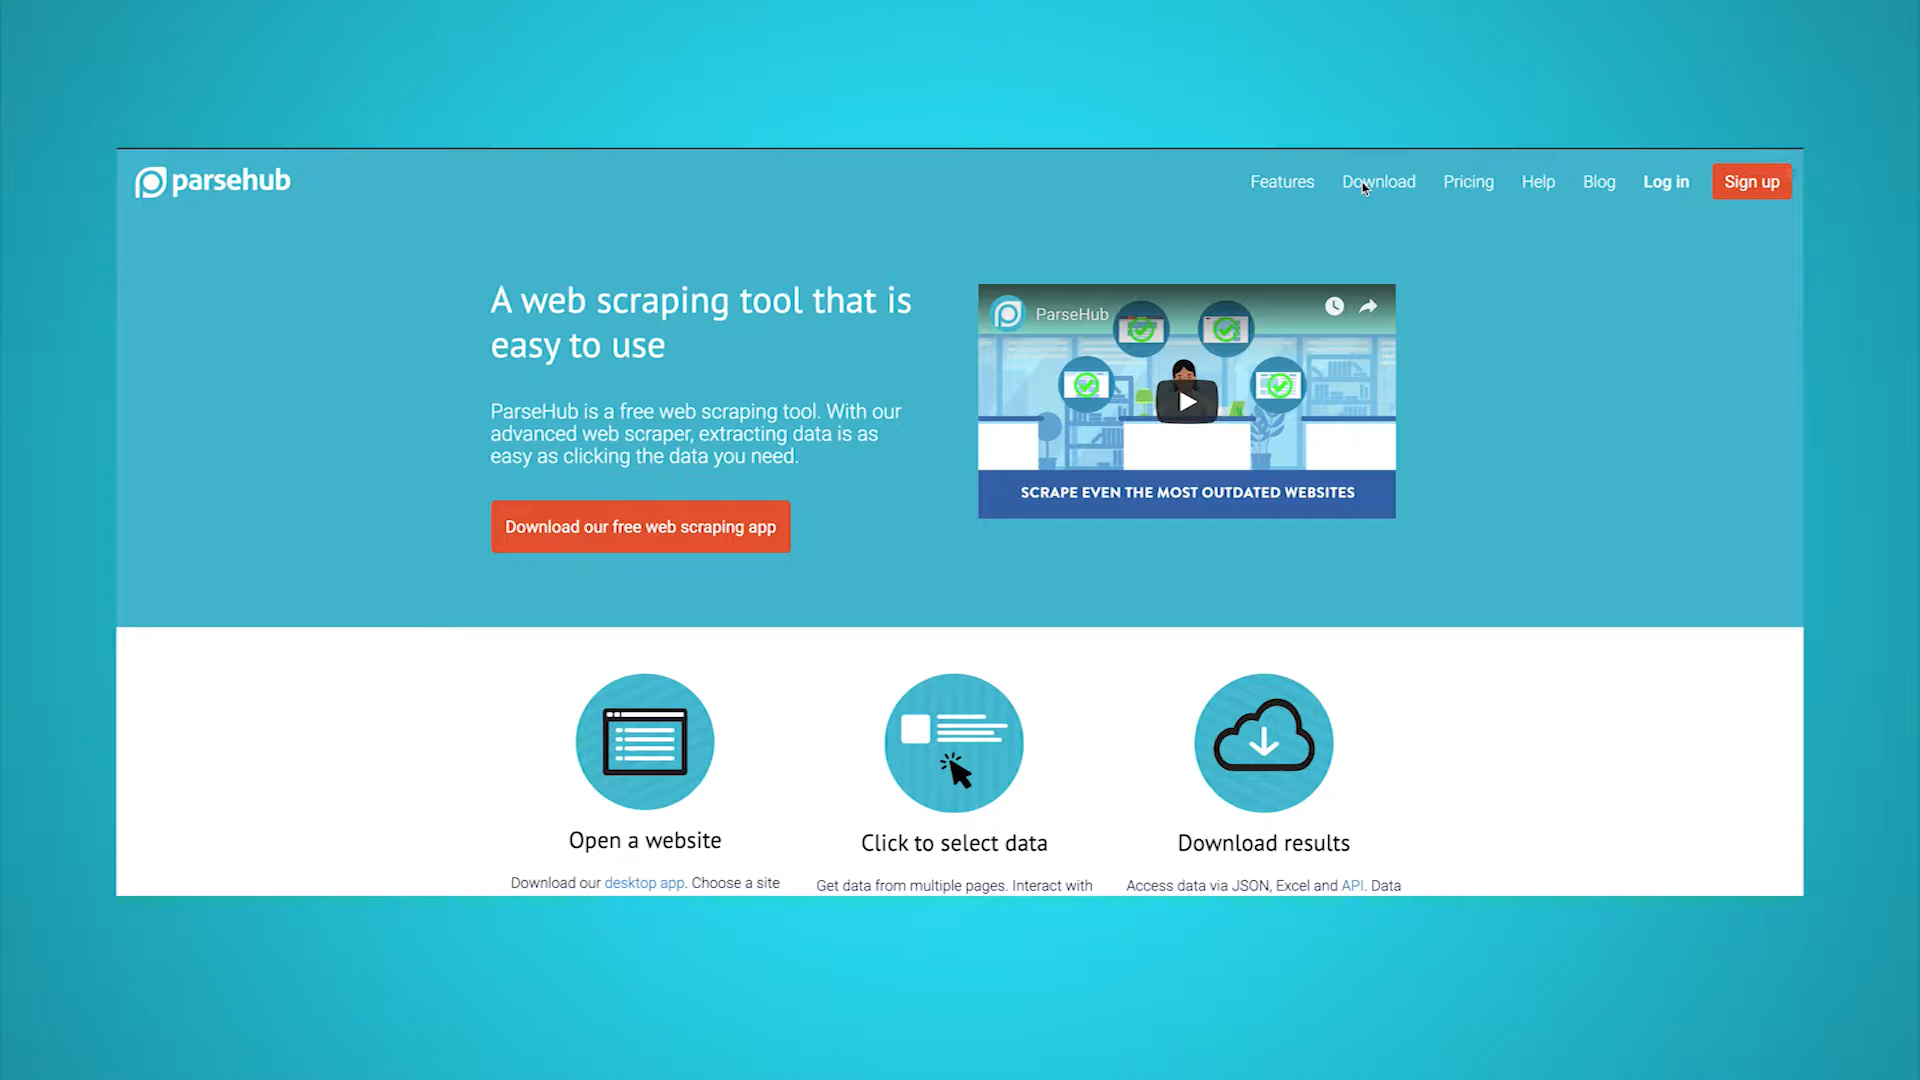 parsehub
Features Download Pricing Help Blog Log in Sign up
A web scraping tool that is
easy to use
ParseHub is a free web scraping tool. With our
advanced web scraper, extracting data is as
easy as clicking the data you need.
Download our free web scraping app
ParseHub
SCRAPE EVEN THE MOST OUTDATED WEBSITES
Open a website
Click to select data
Download results
Download our desktop app. Choose a site
Get data from multiple pages. Interact with
Access data via JSON, Excel and API. Data